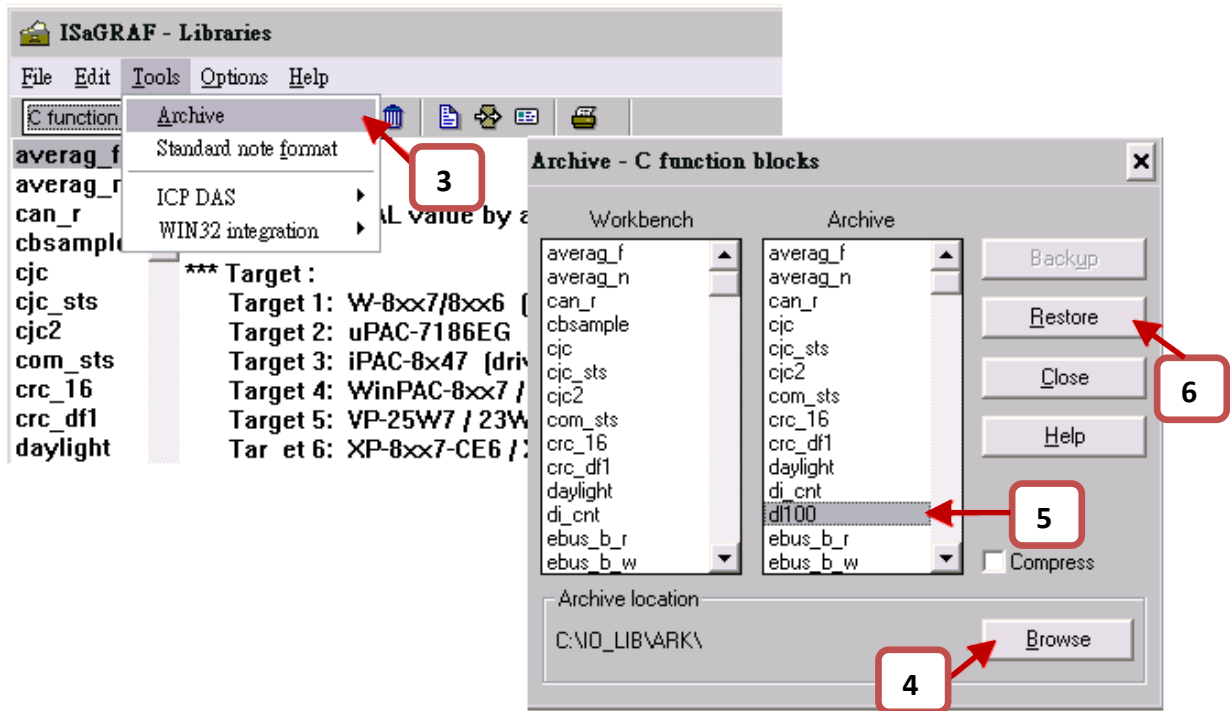 ISaGRAF - Libraries
File Edit Tools Options Help
C function
Archive
Standard note format
ICP DAS
WIN32 integration
3
averag_f
averag_r
can_r
cbsample
cjc
cjc_sts
cjc2
com_sts
crc_16
crc_df1
daylight
AL value by a
*** Target :
Target 1: W-8xx7/8xx6 (
Target 2: uPAC-7186EG
Target 3: iPAC-8x47 (driv
Target 4: WinPAC-8xx7 /
Target 5: VP-25W7 / 23W
Tar et 6: XP-8xx7-CE6 /
Archive - C function blocks
Workbench
averag_f
averag_n
can_r
cbsample
cjc
cjc_sts
cjc2
com_sts
crc_16
crc_df1
daylight
di_cnt
ebus_b_r
ebus_b_w
Archive
averag_f
averag_n
can_r
cjc
cjc_sts
cjc2
com_sts
crc_16
crc_df1
daylight
di_cnt
dl100
ebus_b_r
ebus_b_w
Backup
Restore
Close
Help
6
5
Compress
Archive location
C:\IO_LIB\ARK\
Browse
4